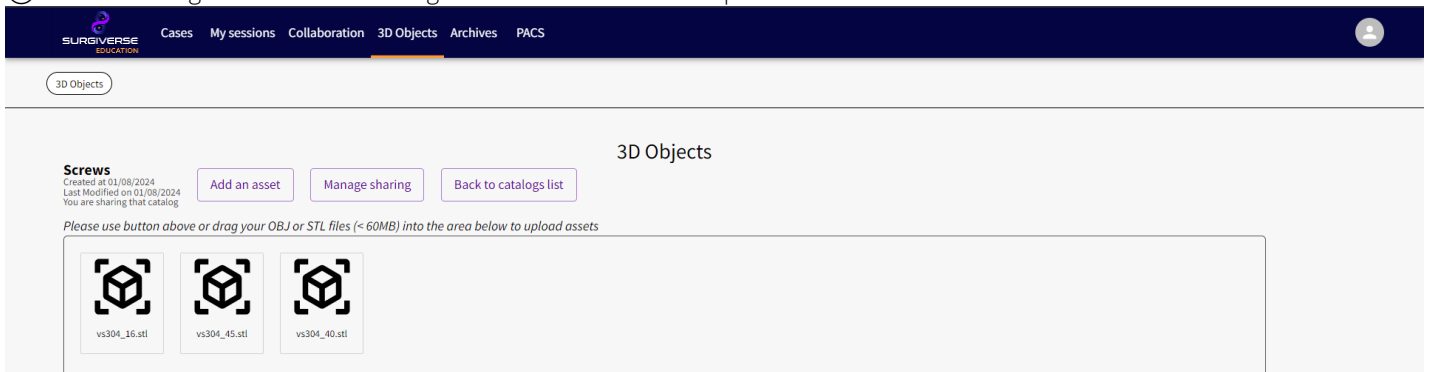 SURGIVERSE
EDUCATION
Cases My sessions Collaboration 3D Objects Archives PACS
3D Objects
3D Objects
Screws
Created at 01/08/2024
Last Modified on 01/08/2024
You are sharing that catalog
Add an asset Manage sharing Back to catalogs list
Please use button above or drag your OBJ or STL files (< 60MB) into the area below to upload assets
vs304_16.stl vs304_45.stl vs304_40.stl